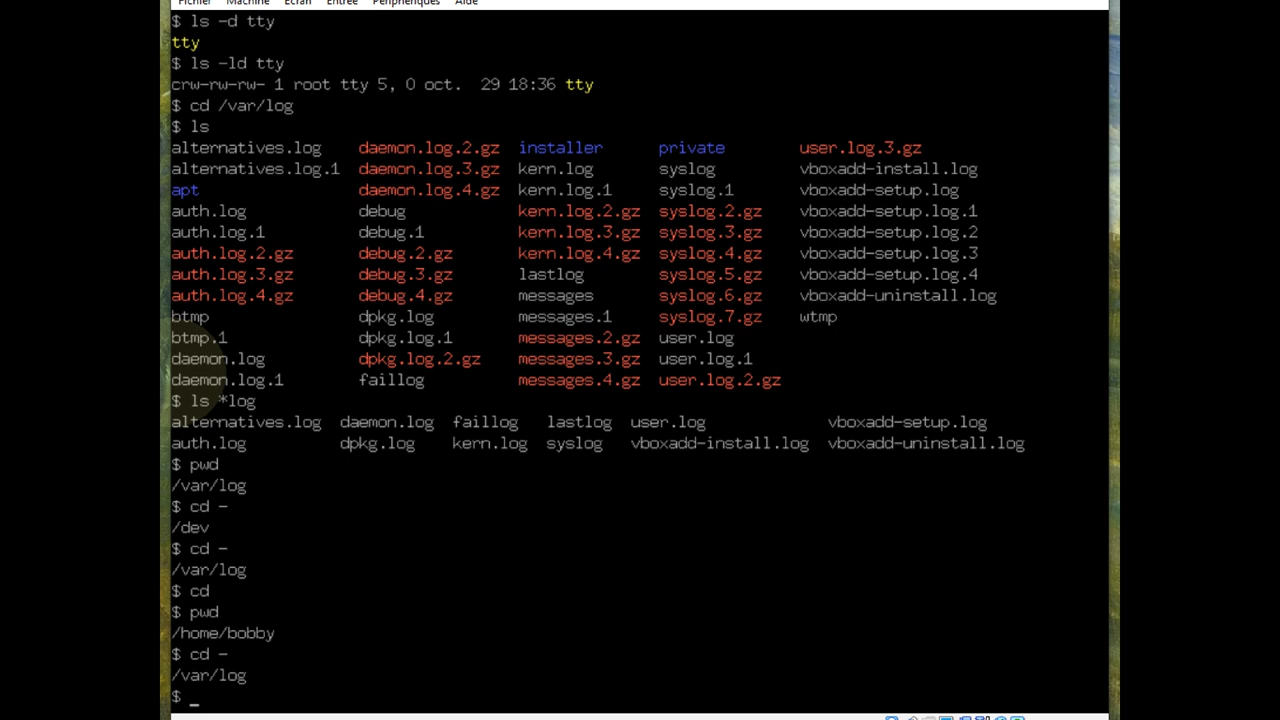 Fichier Machine Écran Entrée Périphériques Aide
$ ls -d tty
tty
$ ls -ld tty
crw-rw-rw- 1 root tty 5, 0 oct.  29 18:36 tty
$ cd /var/log
$ ls
alternatives.log daemon.log.2.gz installer private user.log.3.gz
alternatives.log.1 daemon.log.3.gz kern.log syslog vboxadd-install.log
apt daemon.log.4.gz kern.log.1 syslog.1 vboxadd-setup.log
auth.log debug kern.log.2.gz syslog.2.gz vboxadd-setup.log.1
auth.log.1 debug.1 kern.log.3.gz syslog.3.gz vboxadd-setup.log.2
auth.log.2.gz debug.2.gz kern.log.4.gz syslog.4.gz vboxadd-setup.log.3
auth.log.3.gz debug.3.gz lastlog syslog.5.gz vboxadd-setup.log.4
auth.log.4.gz debug.4.gz messages syslog.6.gz vboxadd-uninstall.log
btmp dpkg.log messages.1 syslog.7.gz wtmp
btmp.1 dpkg.log.1 messages.2.gz user.log
daemon.log dpkg.log.2.gz messages.3.gz user.log.1
daemon.log.1 faillog messages.4.gz user.log.2.gz
$ ls *log
alternatives.log daemon.log faillog lastlog user.log vboxadd-setup.log
auth.log dpkg.log kern.log syslog vboxadd-install.log vboxadd-uninstall.log
$ pwd
/var/log
$ cd -
/dev
$ cd -
/var/log
$ cd
$ pwd
/home/bobby
$ cd -
/var/log
$ _